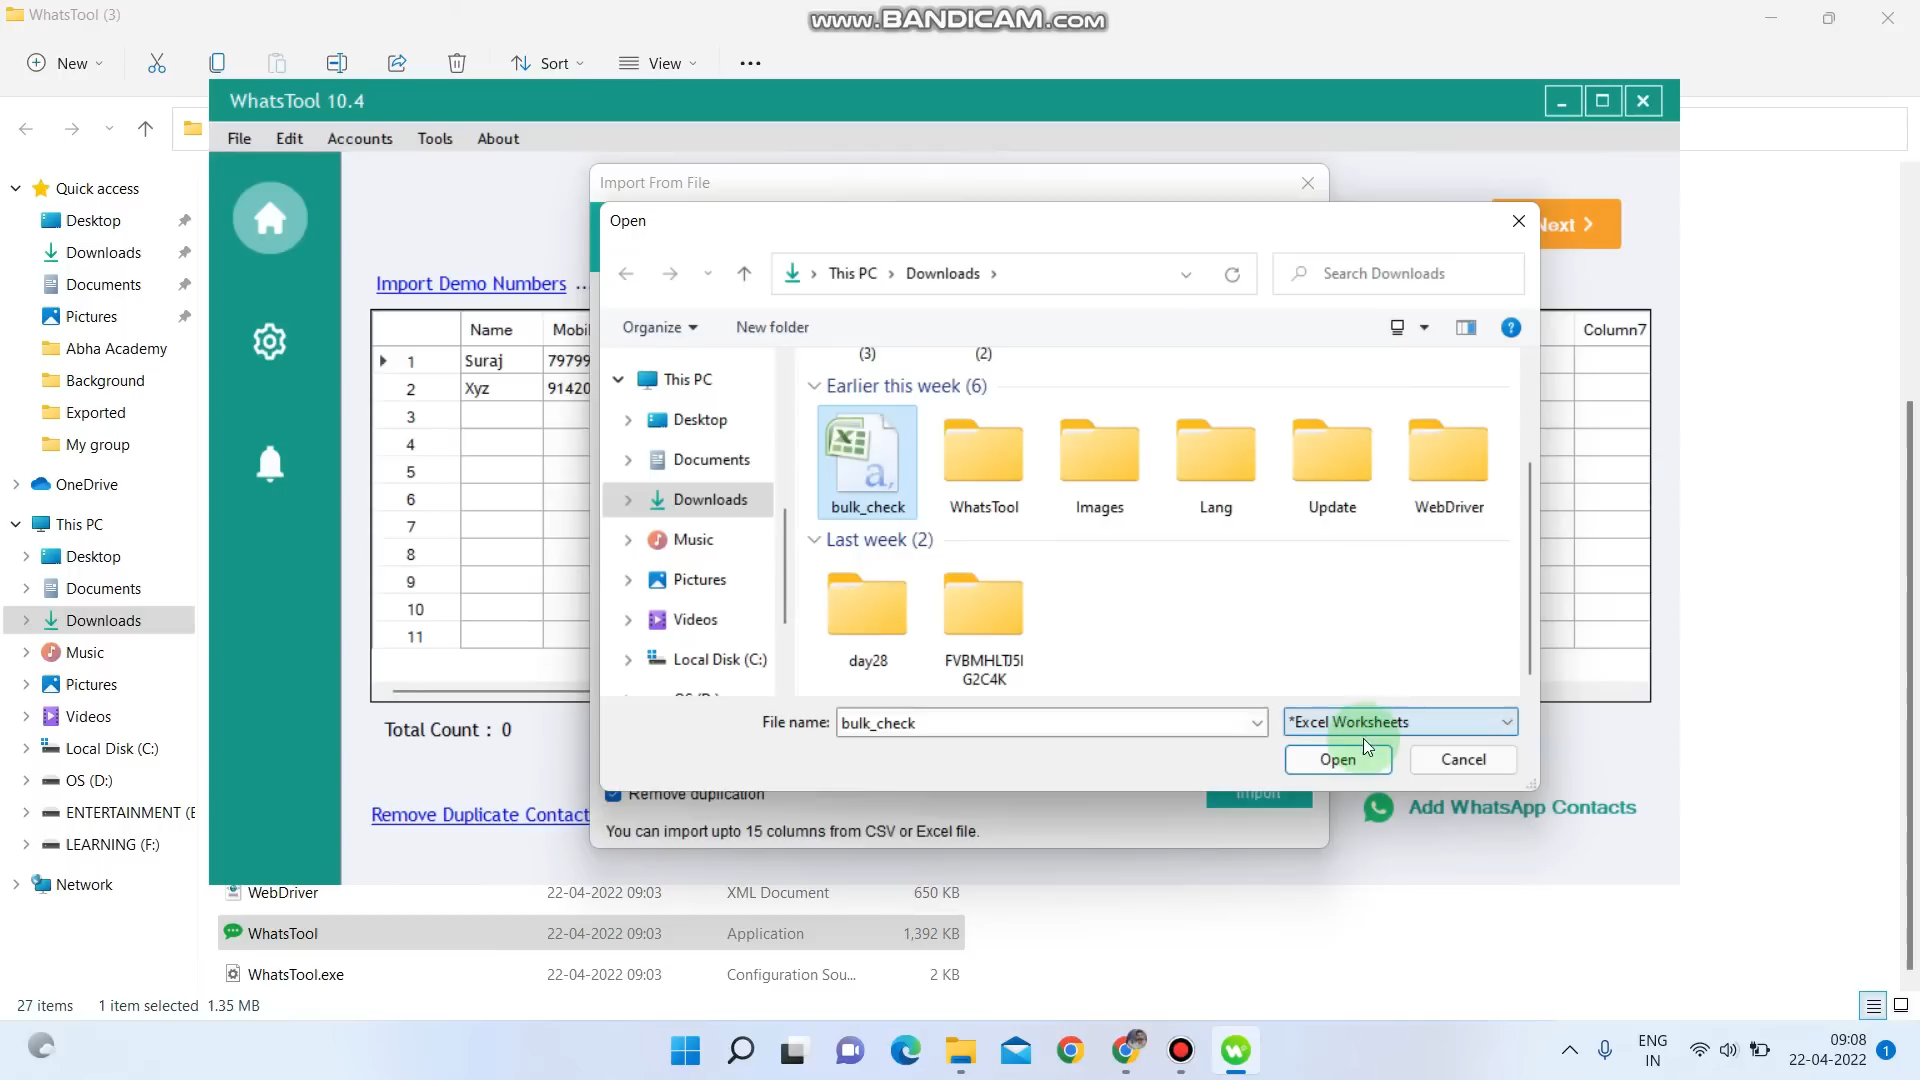 WhatsTool (3)
www.BANDICAM.com
New
Sort
View
WhatsTool 10.4
File Edit Accounts Tools About
Quick access
Desktop
Downloads
Documents
Pictures
Abha Academy
Background
Exported
My group
OneDrive
This PC
Desktop
Documents
Downloads
Music
Pictures
Videos
Local Disk (C:)
OS (D:)
ENTERTAINMENT (E
LEARNING (F:)
Network
Import Demo Numbers ..
Name Mobil
1 Suraj 79799
2 Xyz 91420
3
4
5
6
7
8
9
10
11
Column7
Total Count : 0
Remove Duplicate Contact
Next
Import From File
Open
This PC Downloads
Search Downloads
Organize New folder
This PC
Desktop
Documents
Downloads
Music
Pictures
Videos
Local Disk (C:)
(3) (2)
Earlier this week (6)
bulk_check WhatsTool Images Lang Update WebDriver
Last week (2)
day28 FVBMHLTJ5I
G2C4K
File name: bulk_check *Excel Worksheets
Open Cancel
Remove duplication Import
You can import upto 15 columns from CSV or Excel file.
Add WhatsApp Contacts
WebDriver 22-04-2022 09:03 XML Document 650 KB
WhatsTool 22-04-2022 09:03 Application 1,392 KB
WhatsTool.exe 22-04-2022 09:03 Configuration Sou... 2 KB
27 items 1 item selected 1.35 MB
ENG
IN
09:08
22-04-2022
1